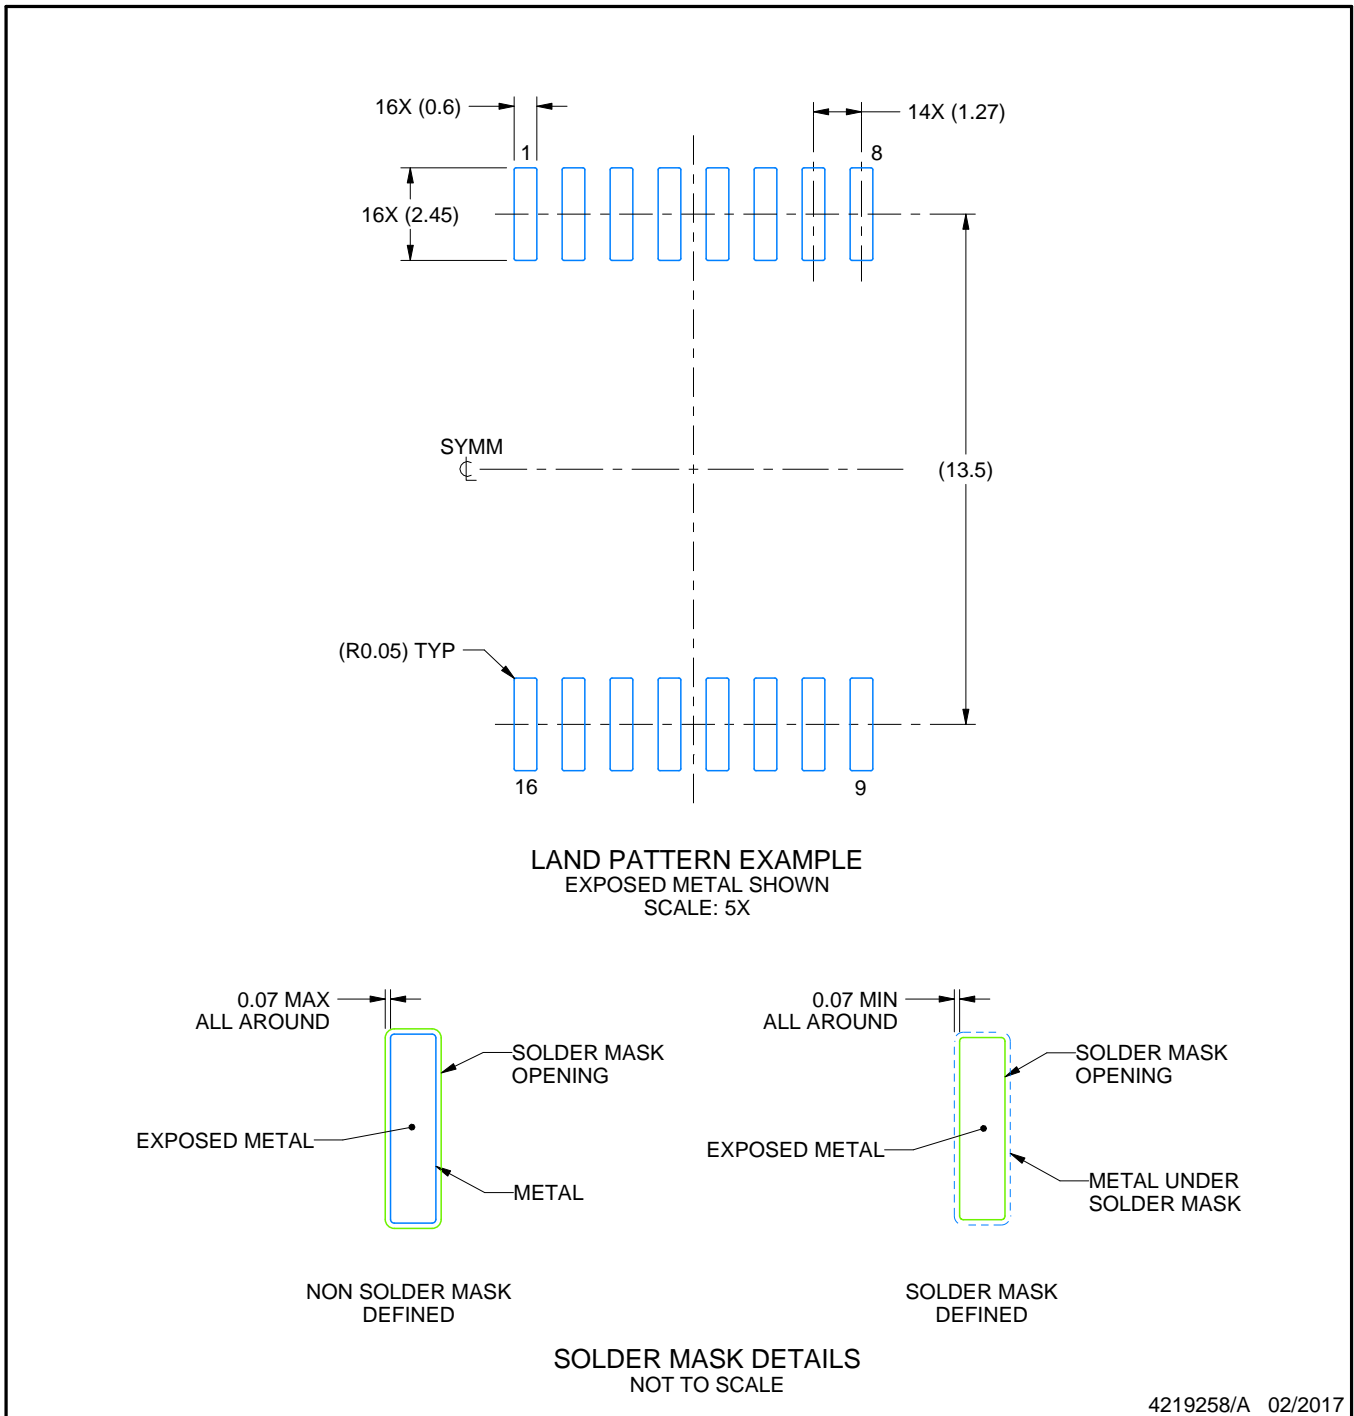 16X (0.6)
14X (1.27)
1
8
16X (2.45)
SYMM
℄
(13.5)
(R0.05) TYP
16
9
LAND PATTERN EXAMPLE
EXPOSED METAL SHOWN
SCALE: 5X
0.07 MAX
ALL AROUND
SOLDER MASK
OPENING
EXPOSED METAL
METAL
NON SOLDER MASK
DEFINED
0.07 MIN
ALL AROUND
SOLDER MASK
OPENING
EXPOSED METAL
METAL UNDER
SOLDER MASK
SOLDER MASK
DEFINED
SOLDER MASK DETAILS
NOT TO SCALE
4219258/A 02/2017